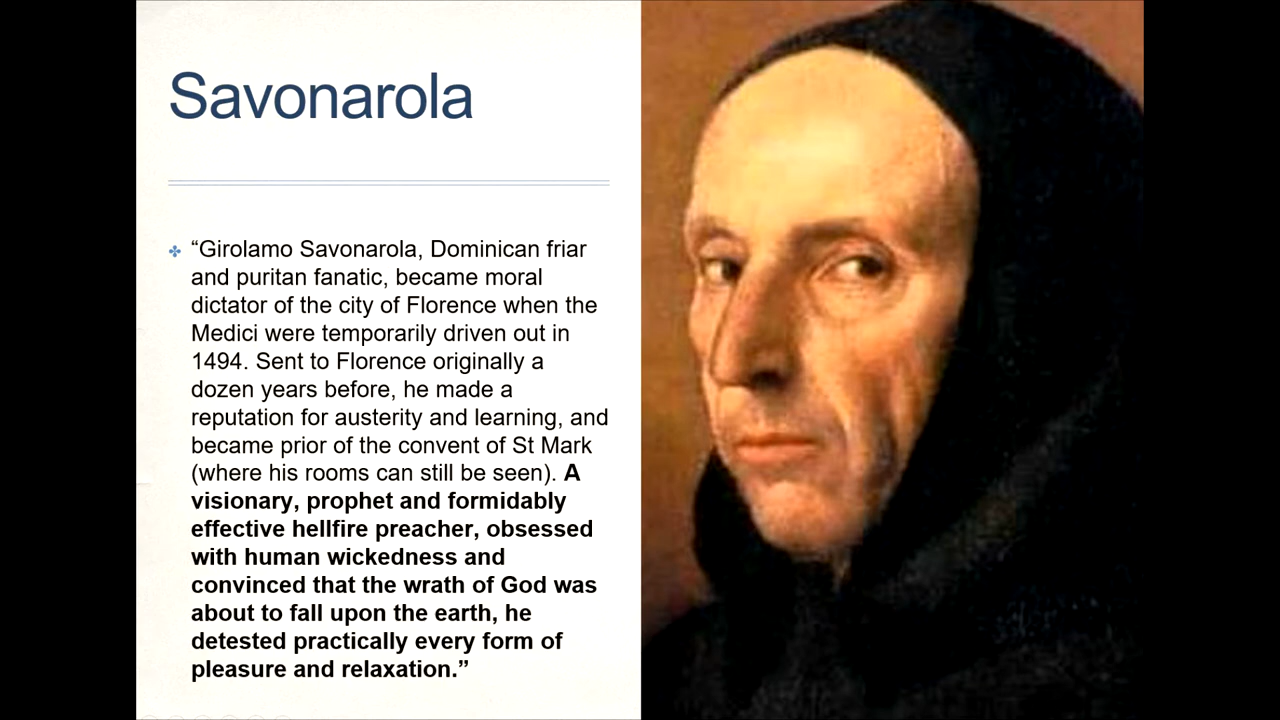 Savonarola
“Girolamo Savonarola, Dominican friar
and puritan fanatic, became moral
dictator of the city of Florence when the
Medici were temporarily driven out in
1494. Sent to Florence originally a
dozen years before, he made a
reputation for austerity and learning, and
became prior of the convent of St Mark
(where his rooms can still be seen). A
visionary, prophet and formidably
effective hellfire preacher, obsessed
with human wickedness and
convinced that the wrath of God was
about to fall upon the earth, he
detested practically every form of
pleasure and relaxation.”